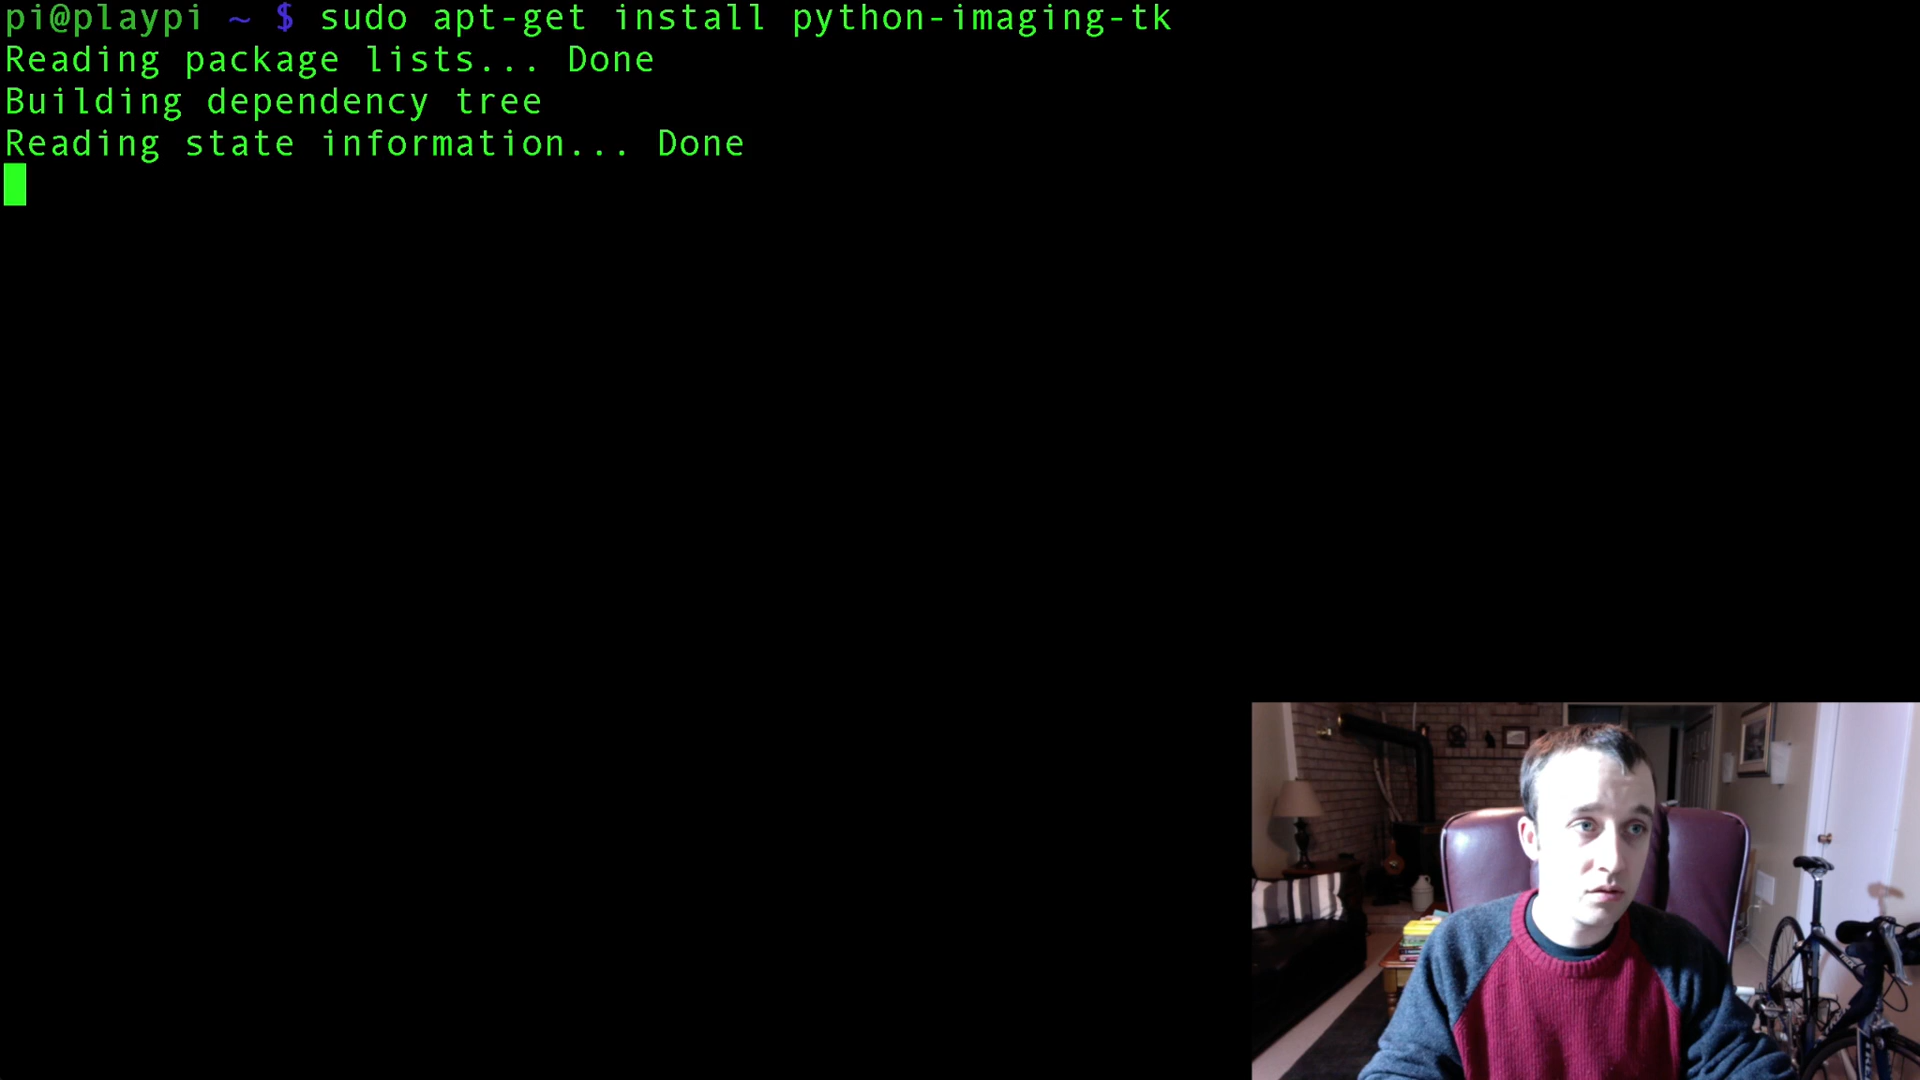 pi@playpi ~ $ sudo apt-get install python-imaging-tk
Reading package lists... Done
Building dependency tree
Reading state information... Done